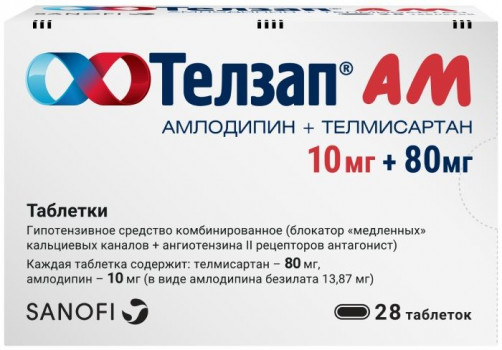 Телзап® АМ
АМЛОДИПИН + ТЕЛМИСАРТАН
10 мг + 80 мг
Таблетки
Гипотензивное средство комбинированное (блокатор «медленных»
кальциевых каналов + ангиотензина II рецепторов антагонист)
Каждая таблетка содержит: телмисартан – 80 мг,
амлодипин – 10 мг (в виде амлодипина безилата 13,87 мг)
SANOFI
28 таблеток